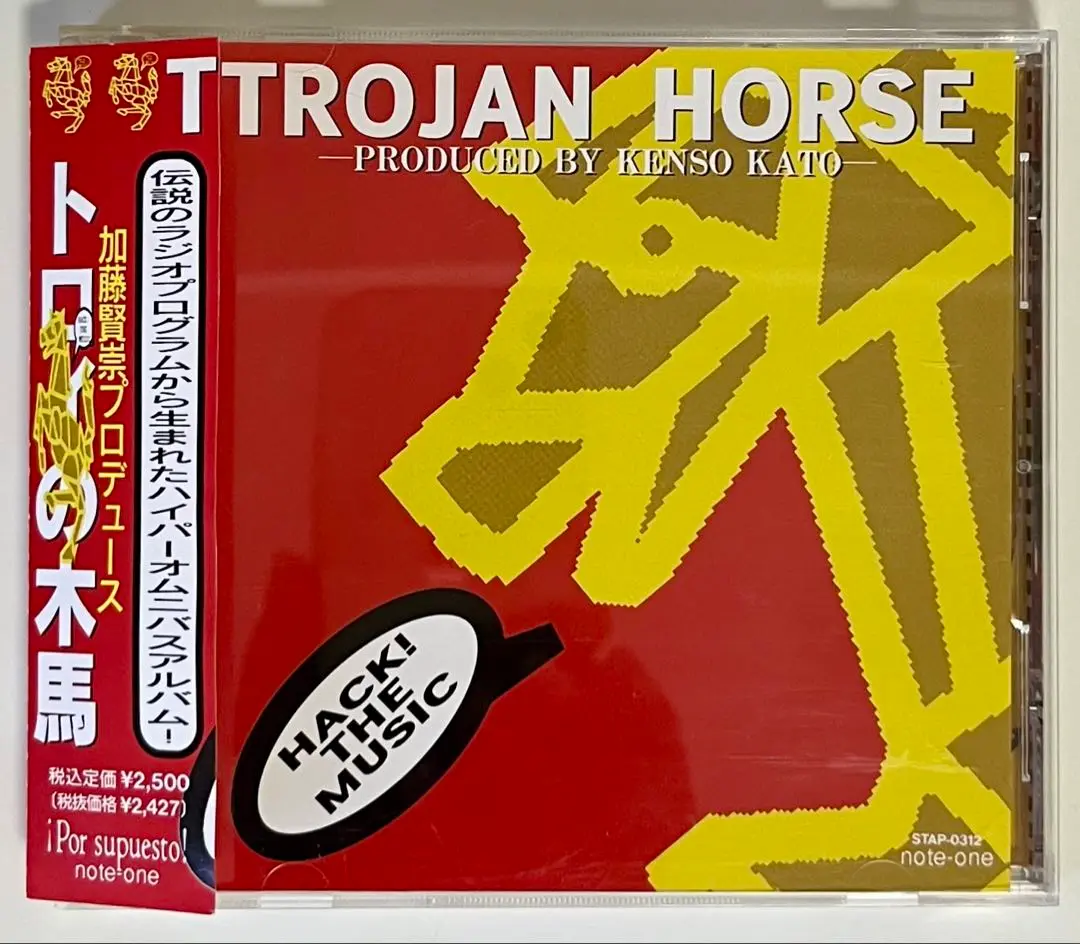 TTROJAN HORSE
—PRODUCED BY KENSO KATO—
伝説のラジオプログラムから生まれたハイパーオムニバスアルバム!
加藤賢崇プロデュース
トロイの木馬
税込定価¥2,500
(税抜価格¥2,427)
¡Por supuesto!
note-one
HACK!
THE
MUSIC
STAP-0312
note-one